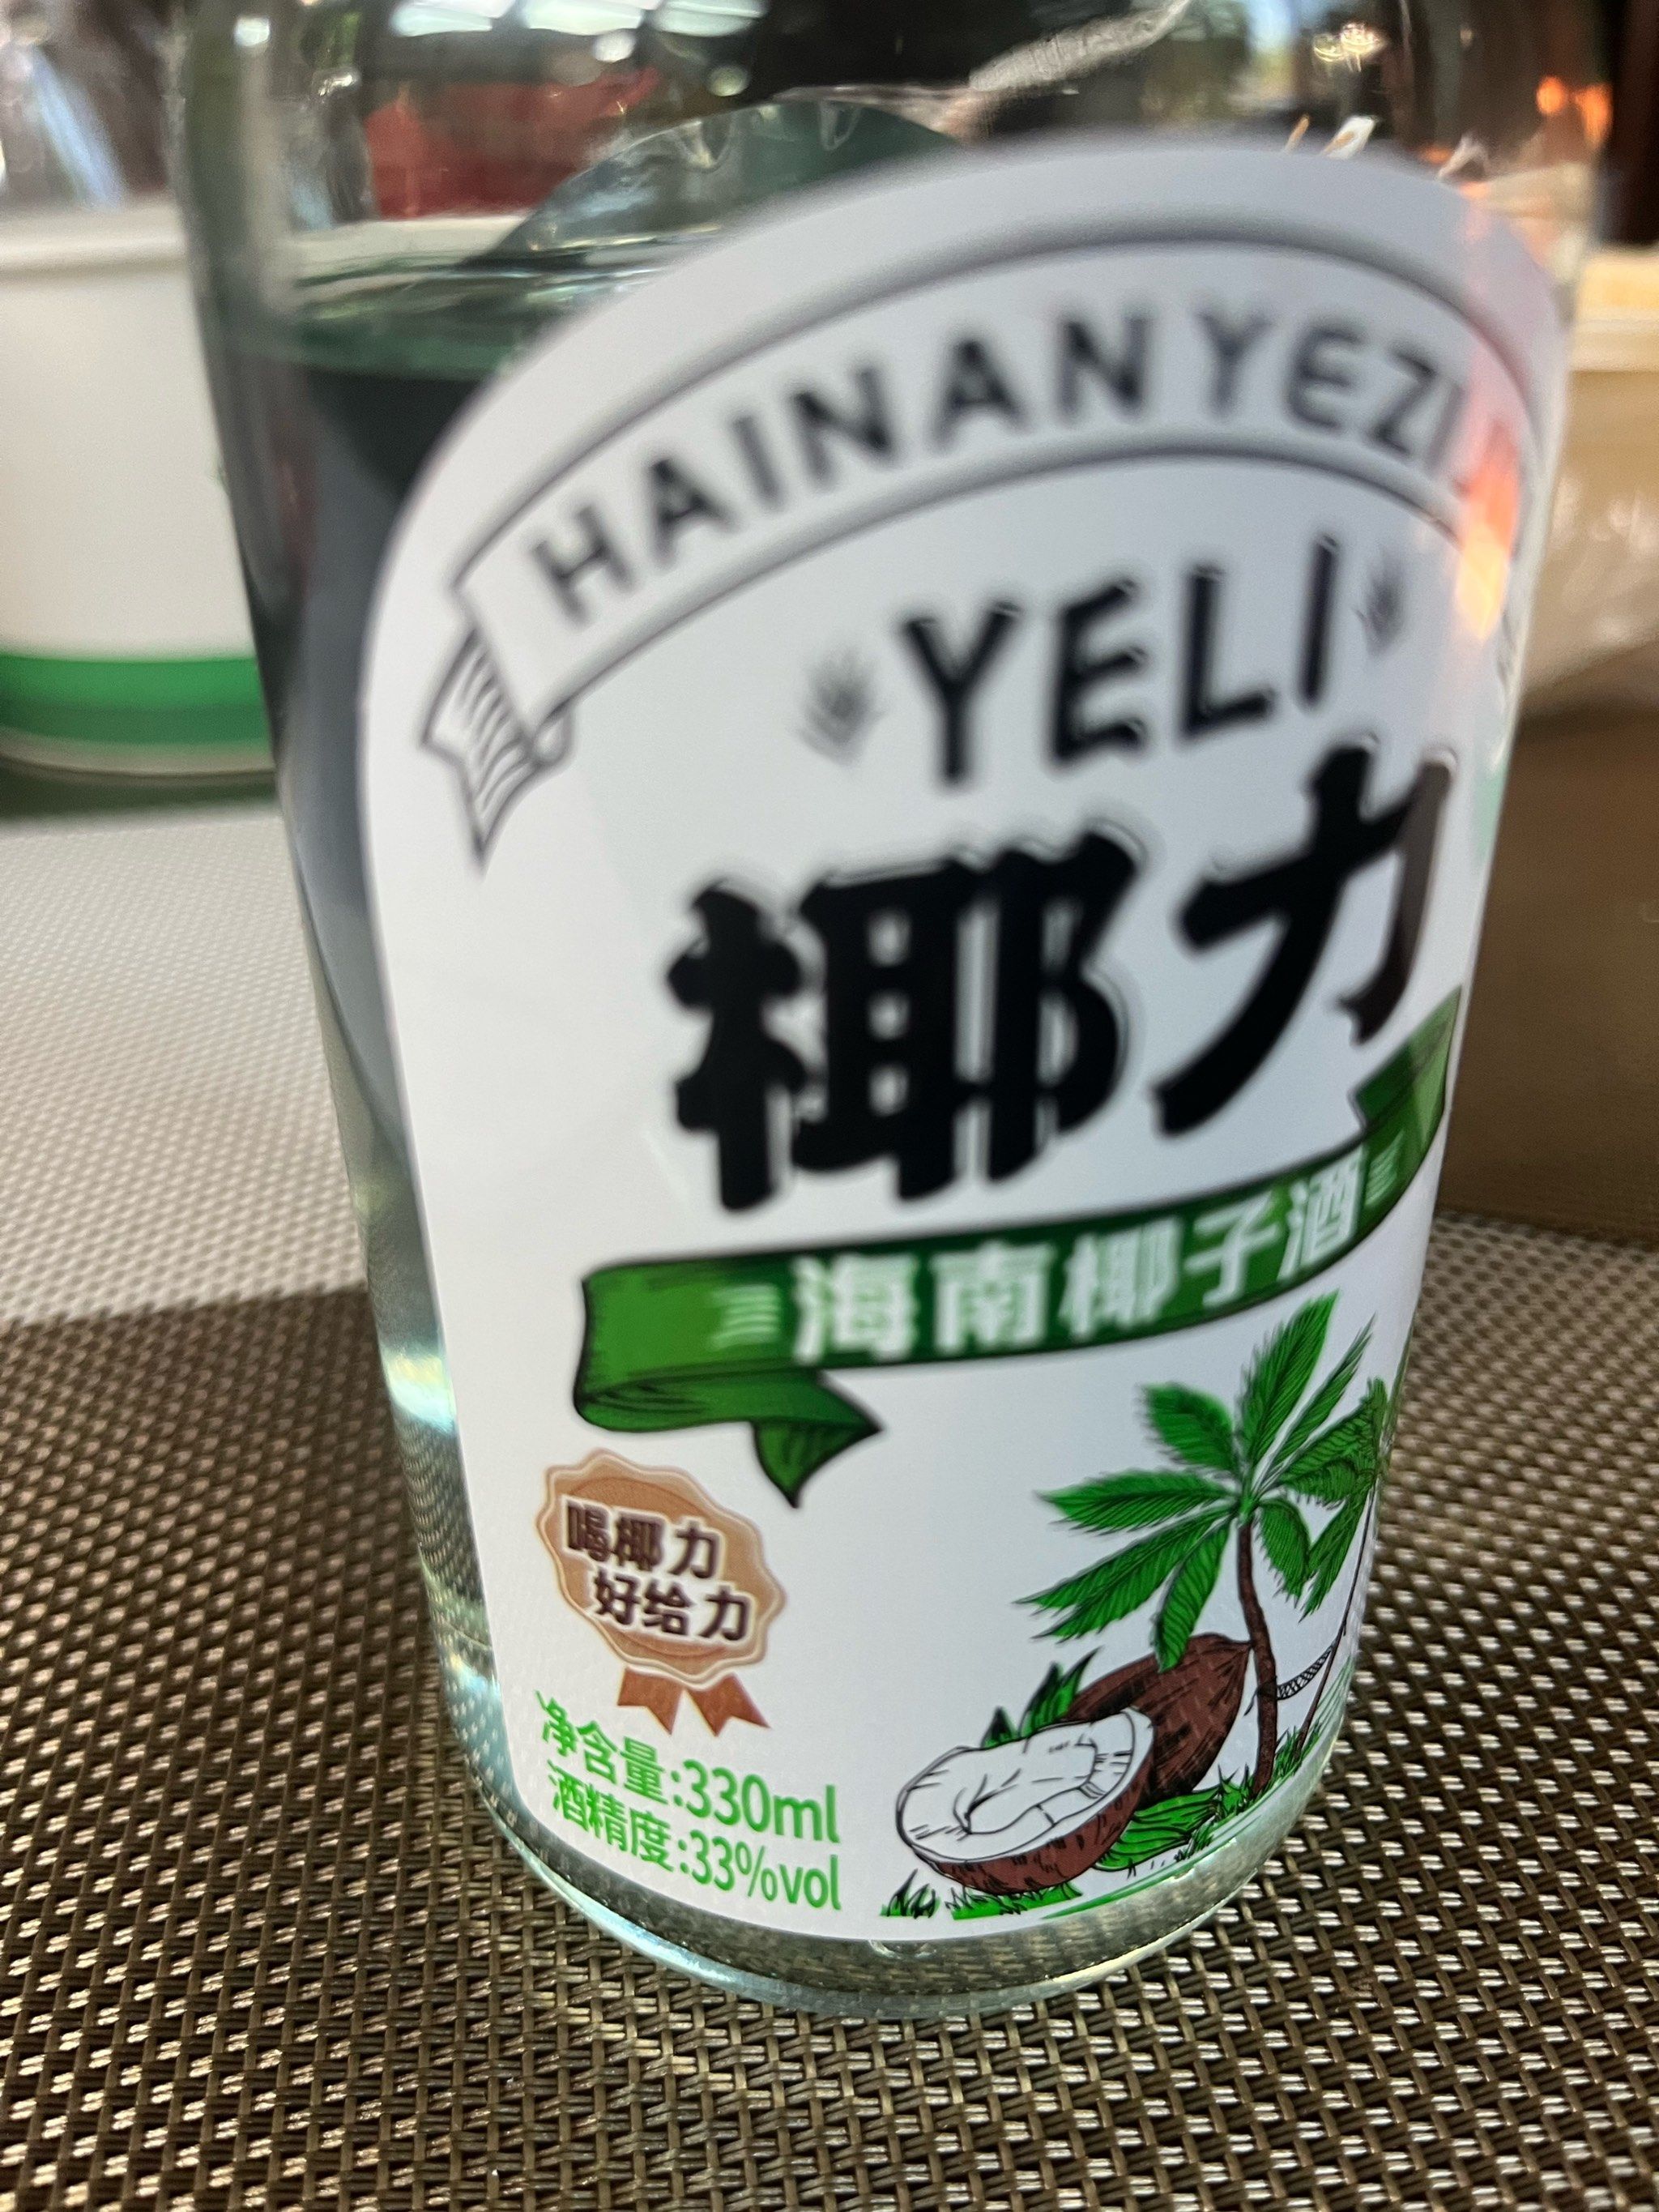 HAINANYEZI
YELI
椰力
海南椰子酒
喝椰力
好给力
净含量:330ml
酒精度:33%vol